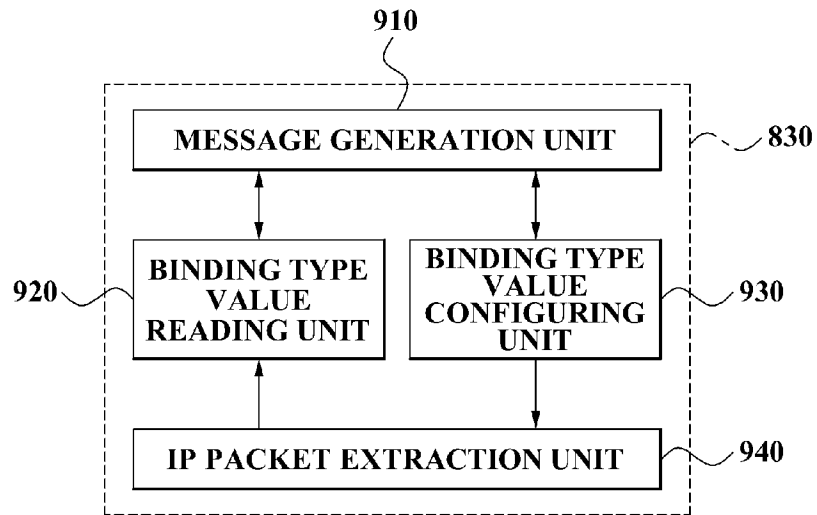 910
MESSAGE GENERATION UNIT
830
BINDING TYPE
VALUE
READING UNIT
920
BINDING TYPE
VALUE
CONFIGURING
UNIT
930
IP PACKET EXTRACTION UNIT
940